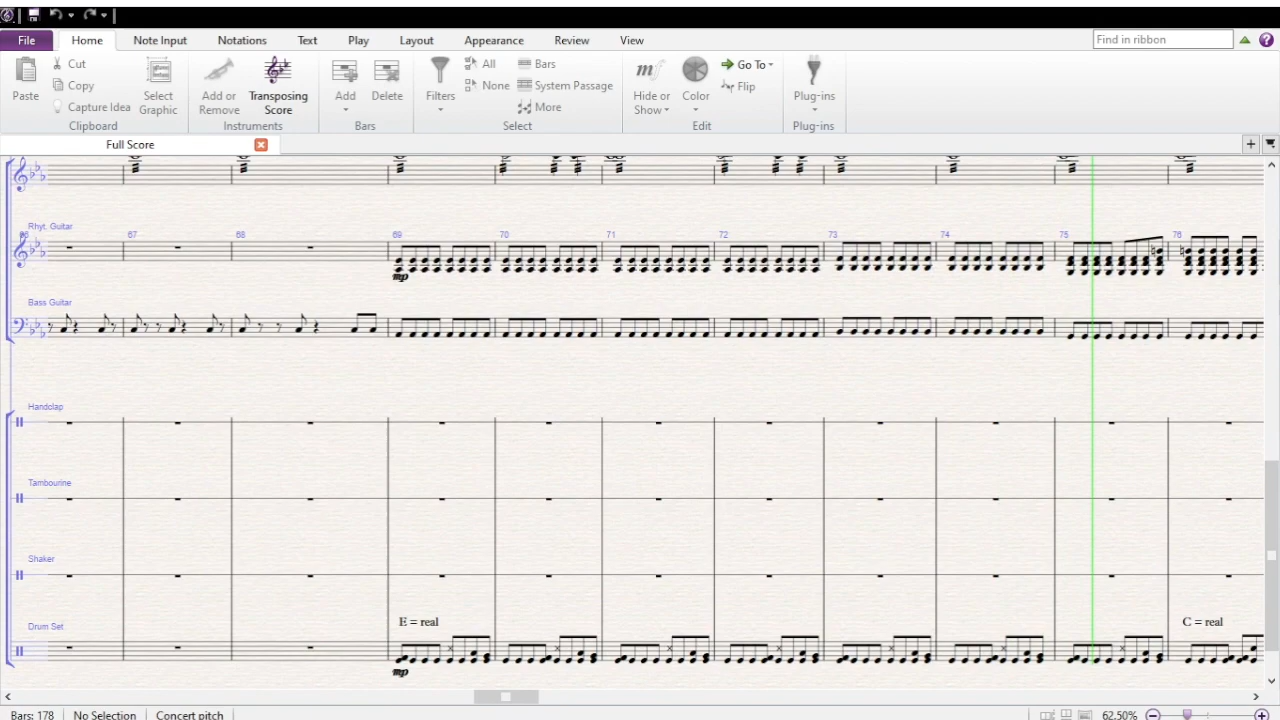 File Home Note Input Notations Text Play Layout Appearance Review View Find in ribbon
Paste Cut Copy Capture Idea Select Graphic Clipboard
Add or Remove Transposing Score Instruments
Add Delete Bars
Filters All None Bars System Passage More Select
Hide or Show Color Go To Flip Edit
Plug-ins Plug-ins
Full Score
Rhyt. Guitar
66 67 68 69 70 71 72 73 74 75 76
mp
Bass Guitar
Handclap
Tambourine
Shaker
E = real C = real
Drum Set
mp
Bars: 178 No Selection Concert pitch 62.50%